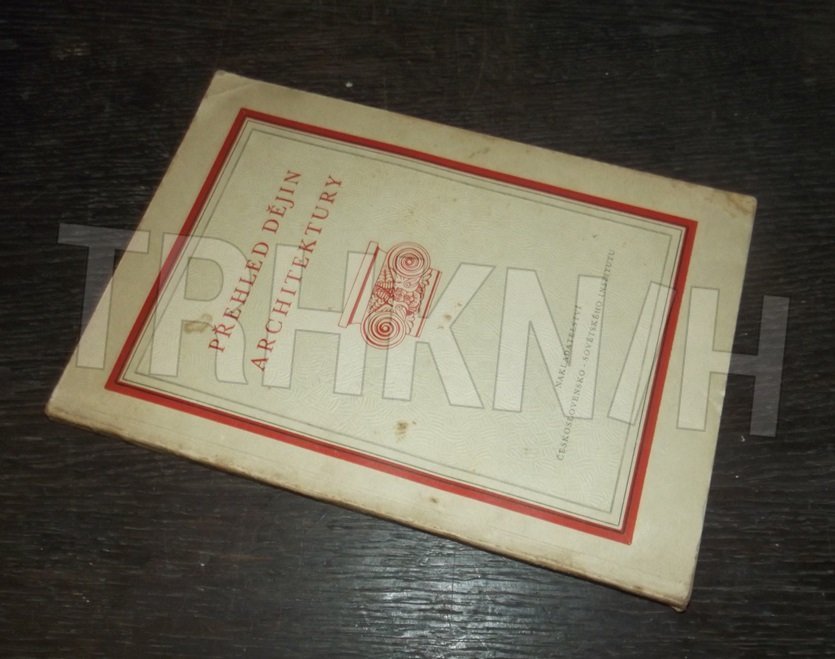 PŘEHLED DĚJIN
ARCHITEKTURY
NAKLADATELSTVÍ
ČESKOSLOVENSKO-SOVĚTSKÉHO INSTITUTU
TRHKNIH